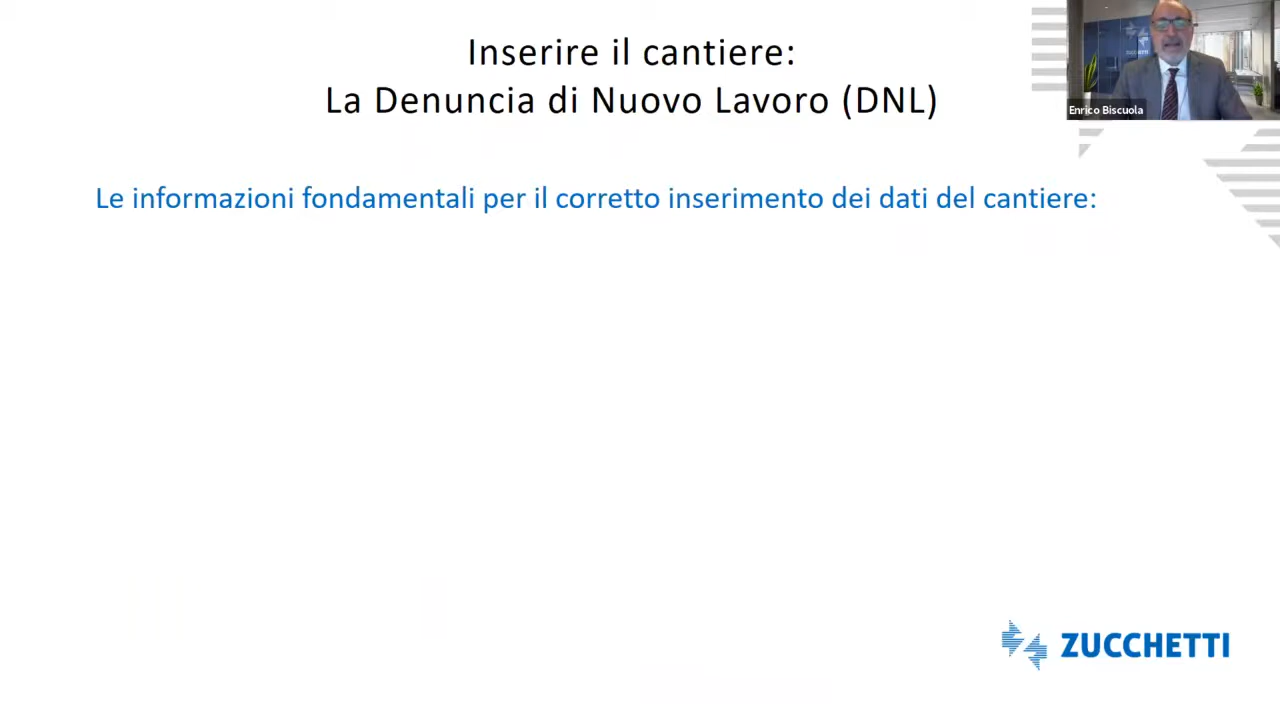 Inserire il cantiere:
La Denuncia di Nuovo Lavoro (DNL)
ZUCCHETTI
Enrico Biscuola
Le informazioni fondamentali per il corretto inserimento dei dati del cantiere:
ZUCCHETTI